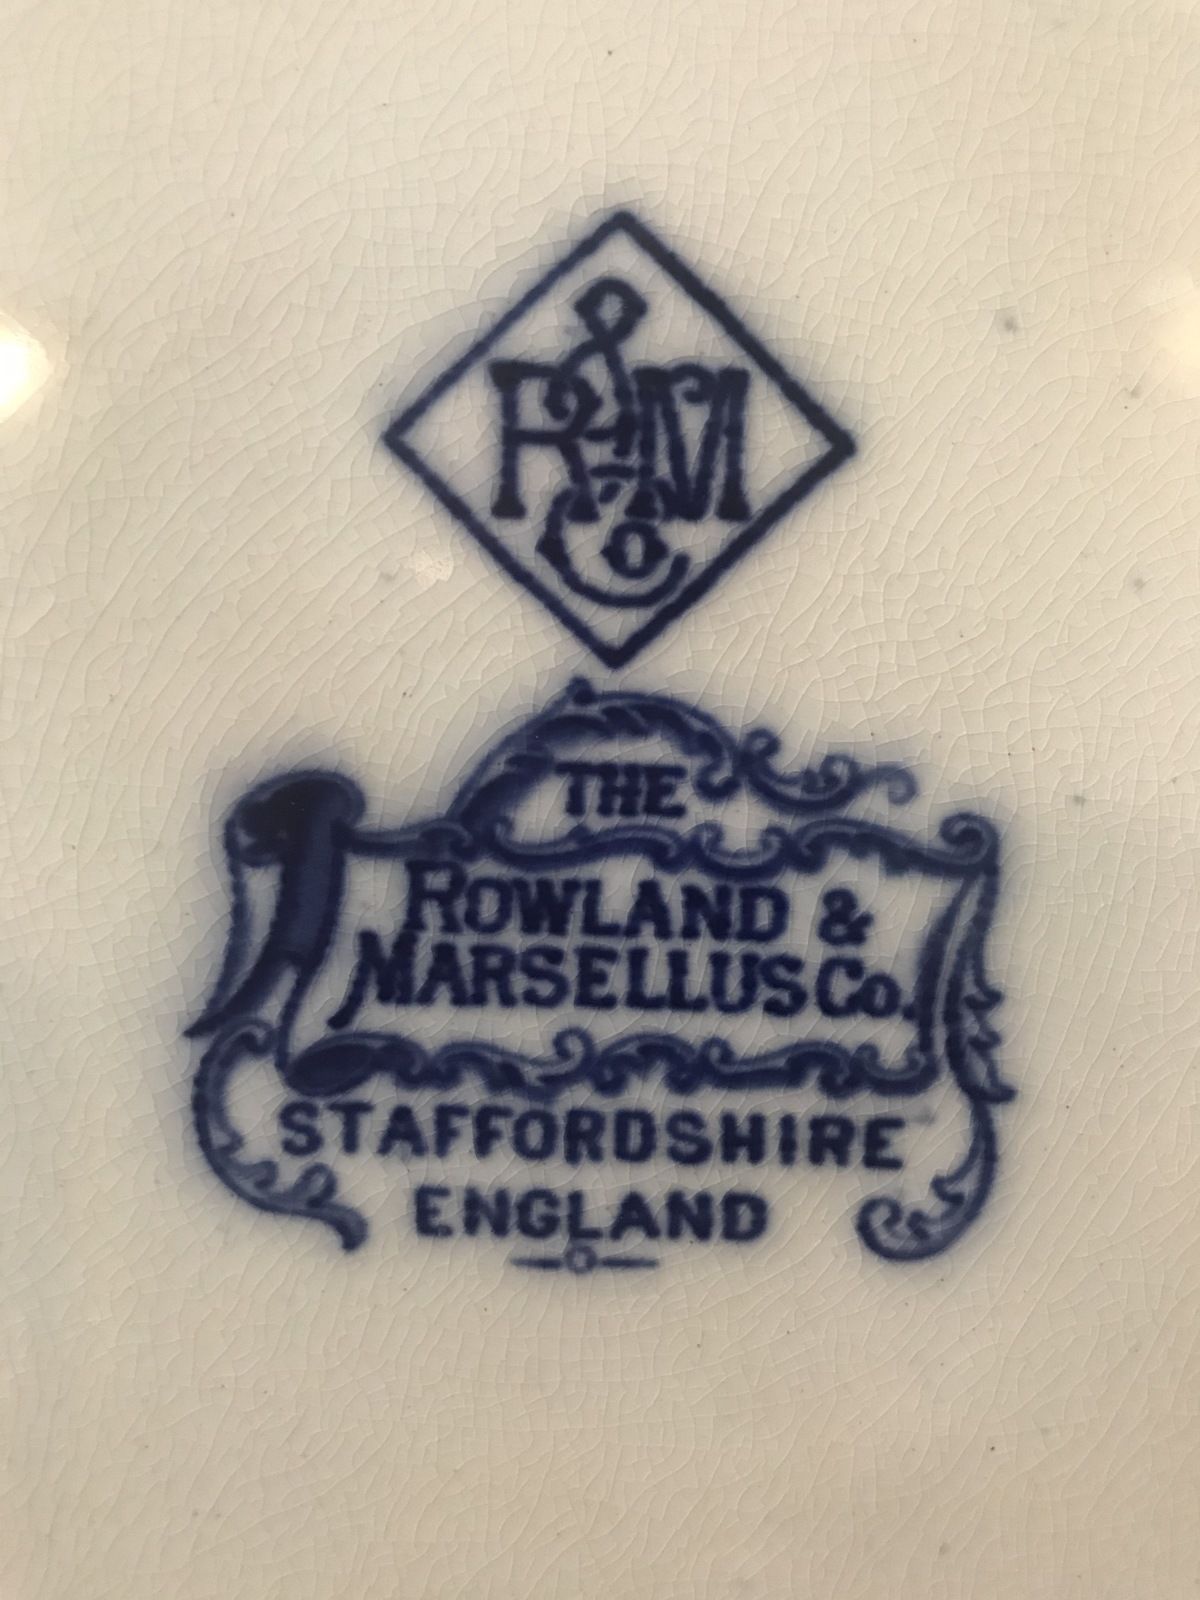 R & M
Co
THE
ROWLAND &
MARSELLUS Co.
STAFFORDSHIRE
ENGLAND